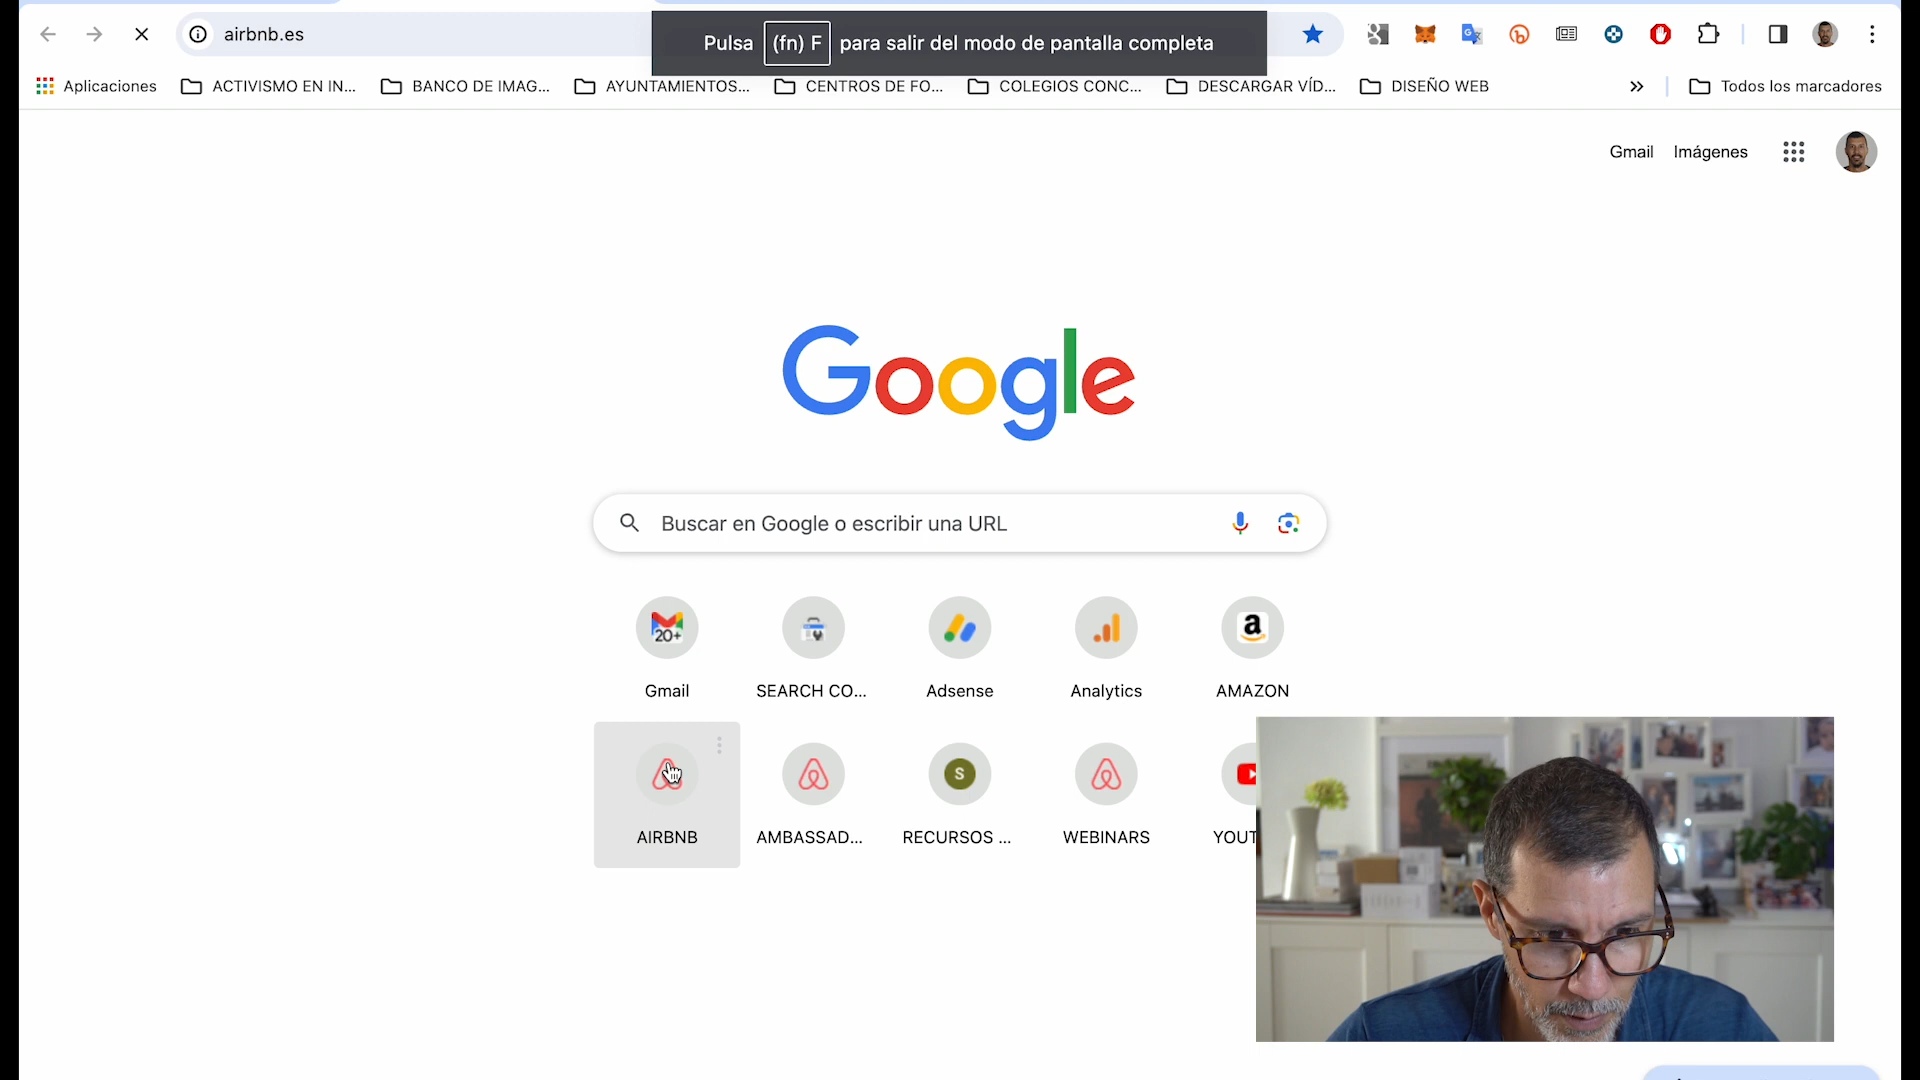 airbnb.es
Pulsa (fn) F para salir del modo de pantalla completa
Aplicaciones ACTIVISMO EN IN... BANCO DE IMAG... AYUNTAMIENTOS... CENTROS DE FO... COLEGIOS CONC... DESCARGAR VÍD... DISEÑO WEB » Todos los marcadores
Gmail Imágenes
Google
Buscar en Google o escribir una URL
20+
a
Gmail SEARCH CO... Adsense Analytics AMAZON
S
AIRBNB AMBASSAD... RECURSOS ... WEBINARS YOUT